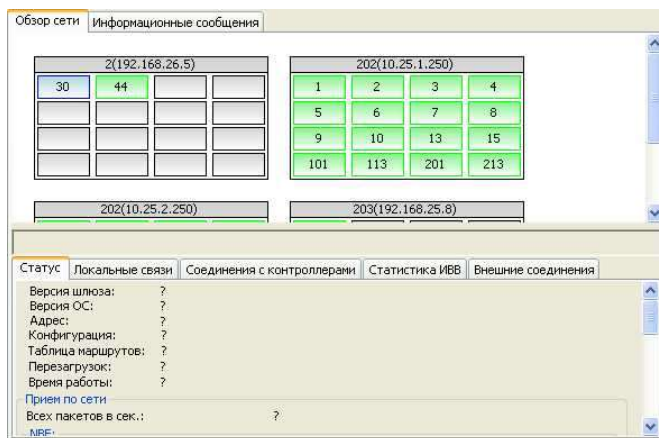 Обзор сети Информационные сообщения
2(192.168.26.5)
30 44
202(10.25.1.250)
1 2 3 4
5 6 7 8
9 10 13 15
101 113 201 213
202(10.25.2.250) 203(192.168.25.8)
Статус Локальные связи Соединения с контроллерами Статистика ИВВ Внешние соединения
Версия шлюза: ?
Версия ОС: ?
Адрес: ?
Конфигурация: ?
Таблица маршрутов: ?
Перезагрузок: ?
Время работы: ?
Прием по сети
Всех пакетов в сек.: ?
NBF: